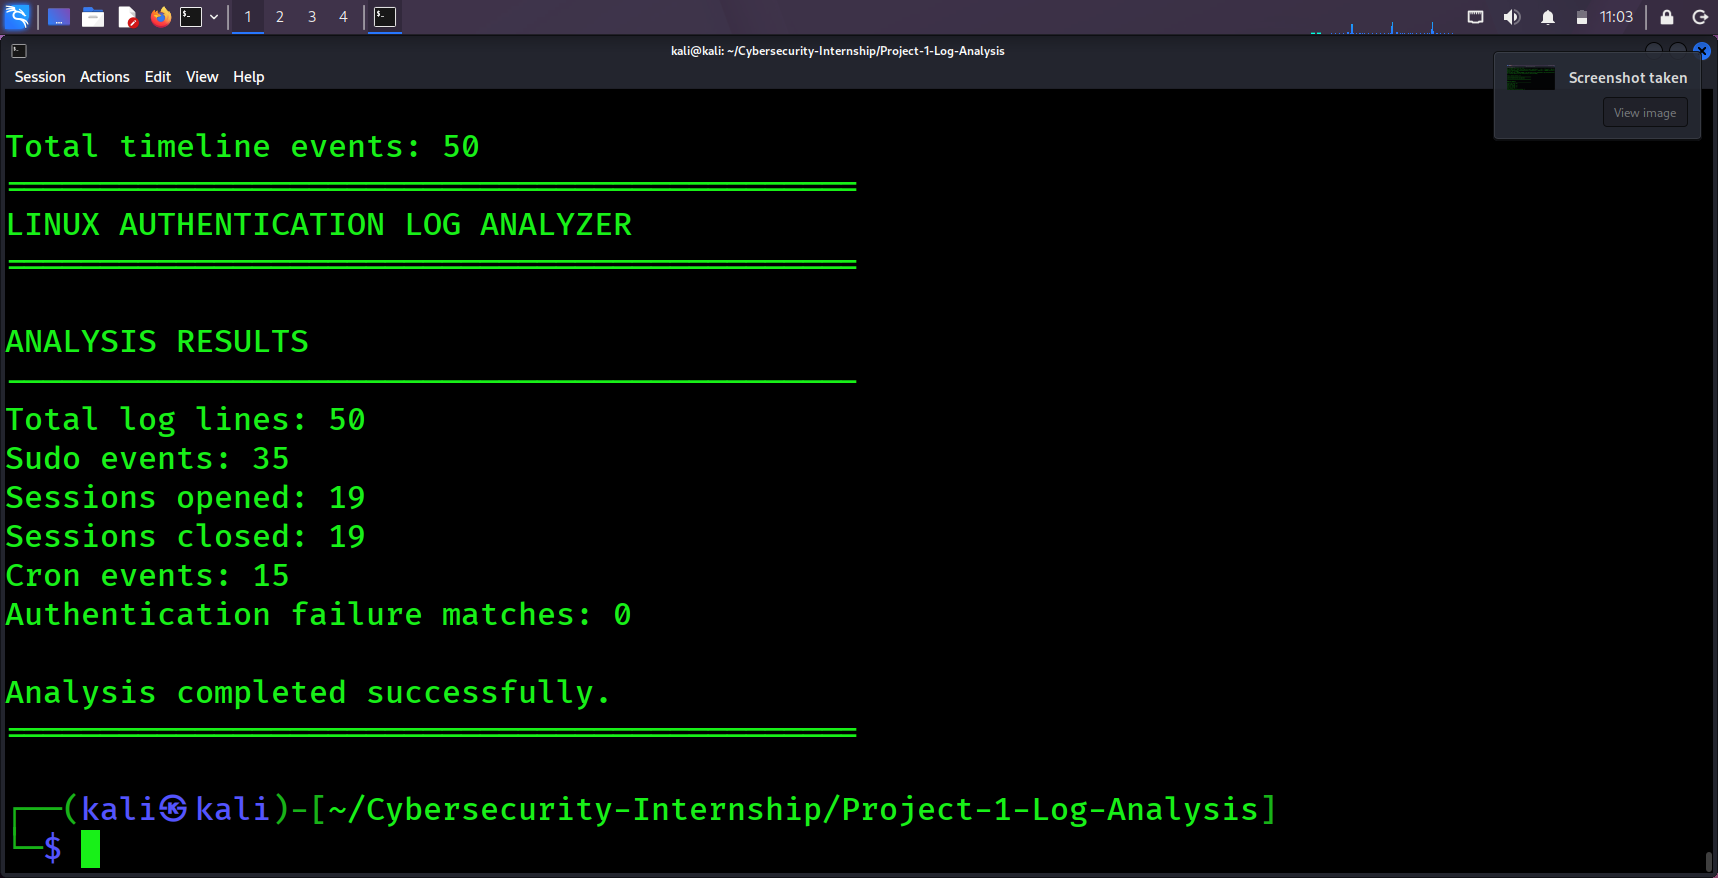 1 2 3 4 11:03
kali@kali: ~/Cybersecurity-Internship/Project-1-Log-Analysis
Session Actions Edit View Help
Screenshot taken
View image
Total timeline events: 50
============================================================
LINUX AUTHENTICATION LOG ANALYZER
============================================================
ANALYSIS RESULTS
------------------------------------------------------------
Total log lines: 50
Sudo events: 35
Sessions opened: 19
Sessions closed: 19
Cron events: 15
Authentication failure matches: 0
Analysis completed successfully.
============================================================
┌──(kali㉿kali)-[~/Cybersecurity-Internship/Project-1-Log-Analysis]
└─$